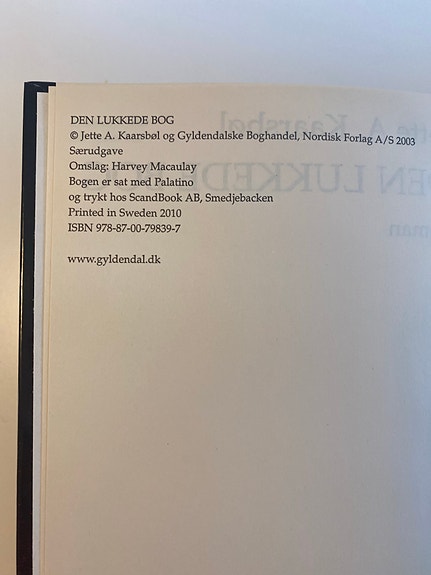 DEN LUKKEDE BOG
© Jette A. Kaarsbøl og Gyldendalske Boghandel, Nordisk Forlag A/S 2003
Særudgave
Omslag: Harvey Macaulay
Bogen er sat med Palatino
og trykt hos ScandBook AB, Smedjebacken
Printed in Sweden 2010
ISBN 978-87-00-79839-7
www.gyldendal.dk